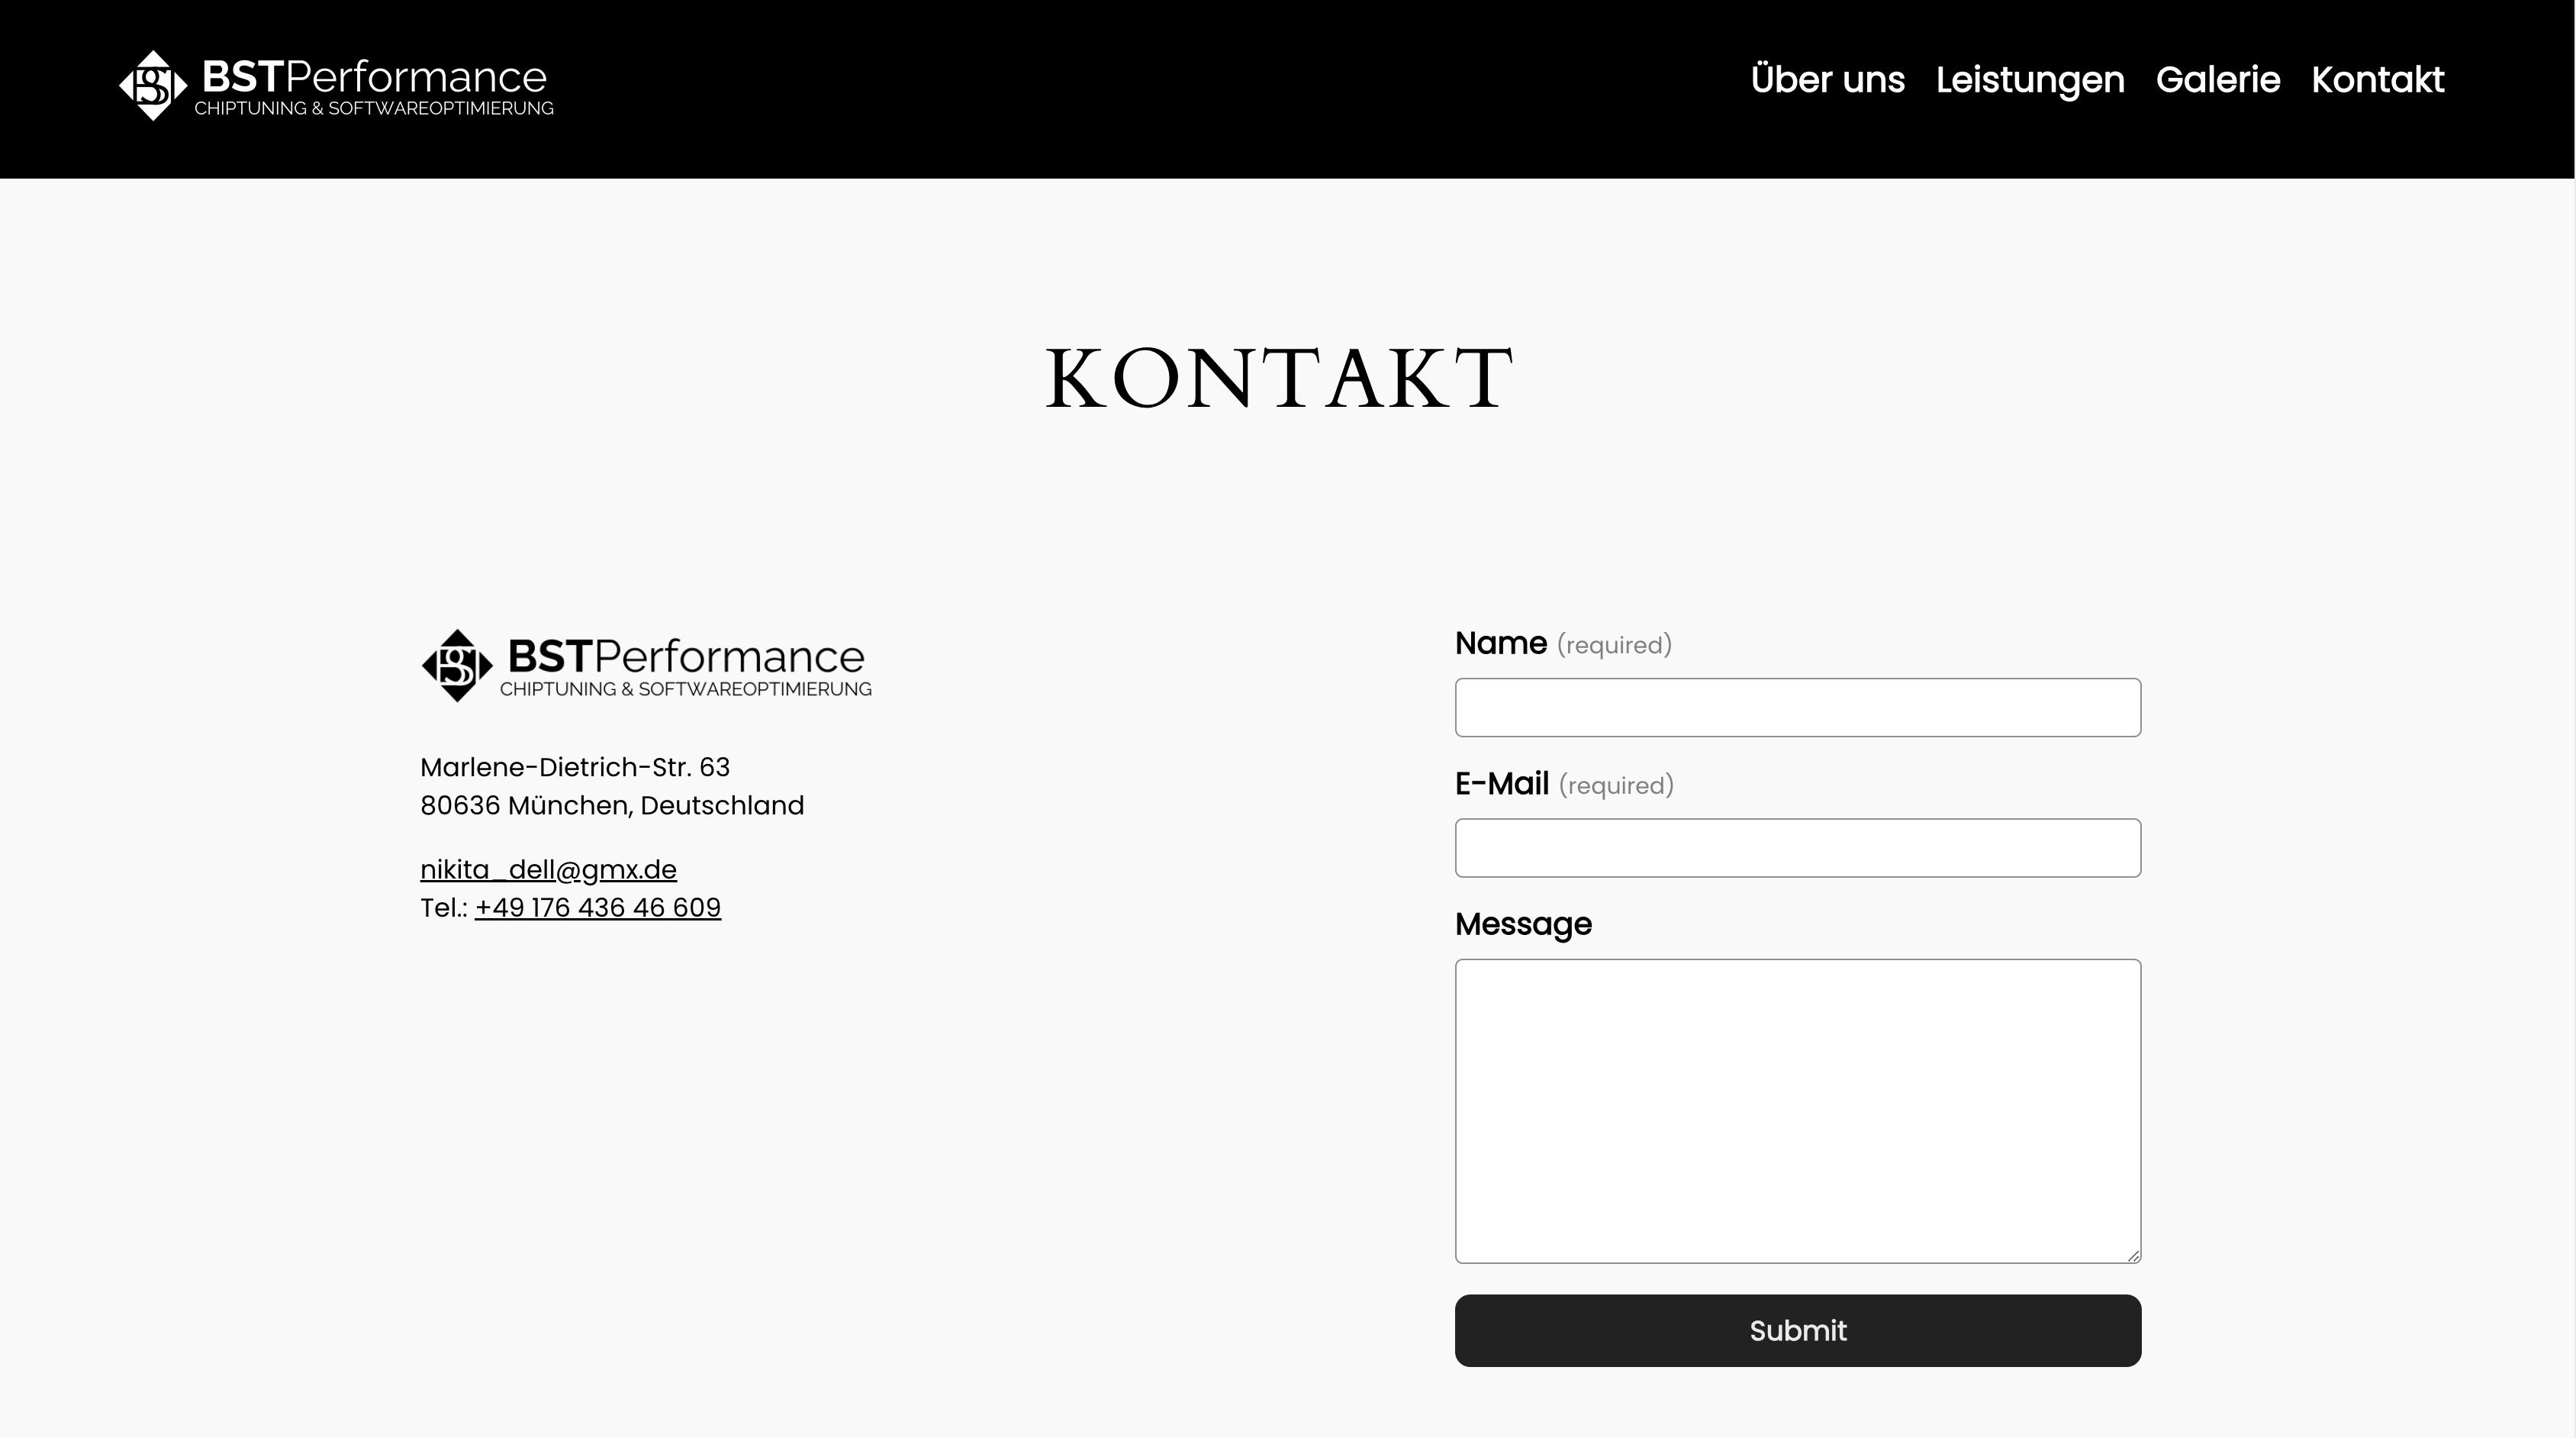 BSTPerformance
CHIPTUNING & SOFTWAREOPTIMIERUNG
Über uns Leistungen Galerie Kontakt
KONTAKT
BSTPerformance
CHIPTUNING & SOFTWAREOPTIMIERUNG
Marlene-Dietrich-Str. 63
80636 München, Deutschland
nikita_dell@gmx.de
Tel.: +49 176 436 46 609
Name (required)
E-Mail (required)
Message
Submit